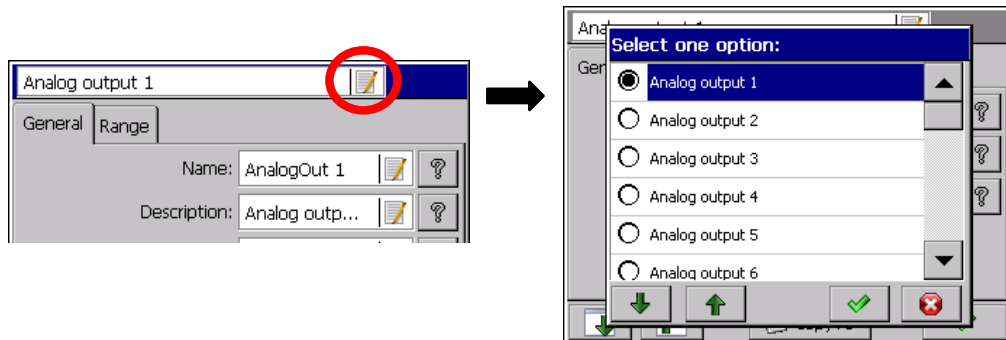 Analog output 1
General Range
Name: AnalogOut 1
Description: Analog outp...
Select one option:
Analog output 1
Analog output 2
Analog output 3
Analog output 4
Analog output 5
Analog output 6